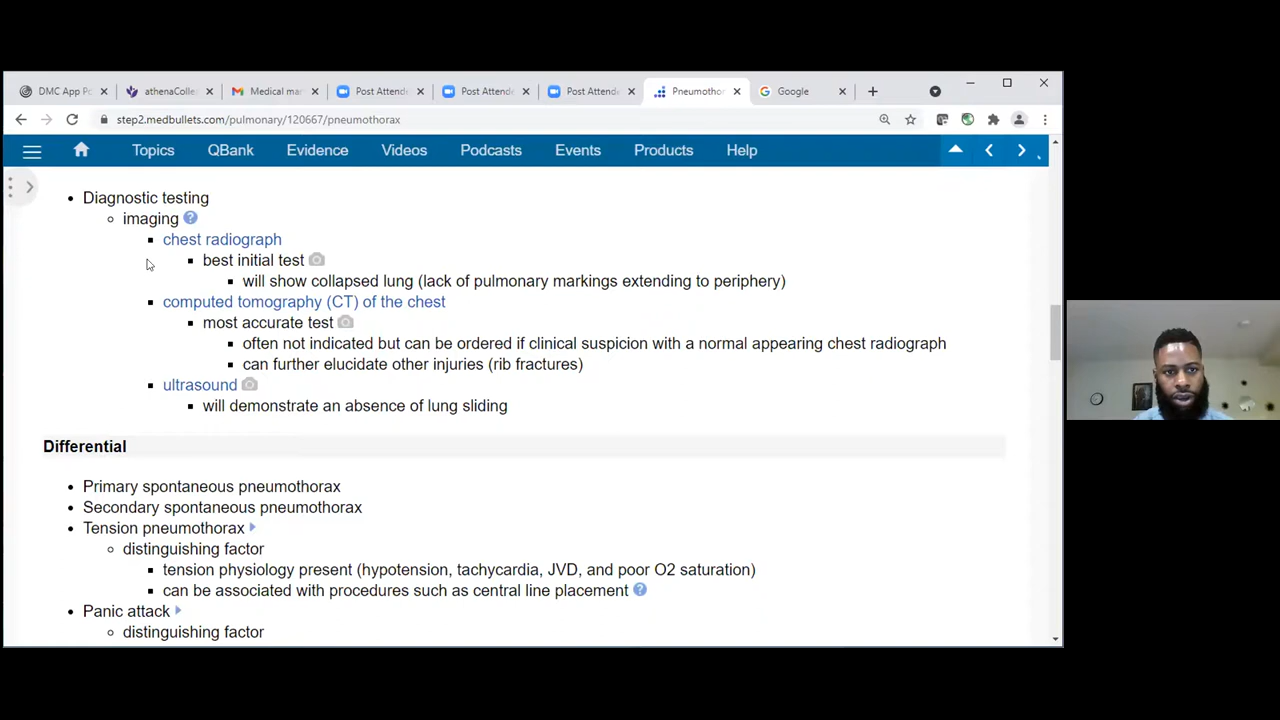 DMC App Po
athenaColle
Medical mar
Post Attende
Post Attende
Post Attende
Pneumothor
Google
step2.medbullets.com/pulmonary/120667/pneumothorax
Topics QBank Evidence Videos Podcasts Events Products Help
• Diagnostic testing
imaging ?
chest radiograph
best initial test
will show collapsed lung (lack of pulmonary markings extending to periphery)
computed tomography (CT) of the chest
most accurate test
often not indicated but can be ordered if clinical suspicion with a normal appearing chest radiograph
can further elucidate other injuries (rib fractures)
ultrasound
will demonstrate an absence of lung sliding
Differential
• Primary spontaneous pneumothorax
• Secondary spontaneous pneumothorax
• Tension pneumothorax
distinguishing factor
tension physiology present (hypotension, tachycardia, JVD, and poor O2 saturation)
can be associated with procedures such as central line placement ?
• Panic attack
distinguishing factor